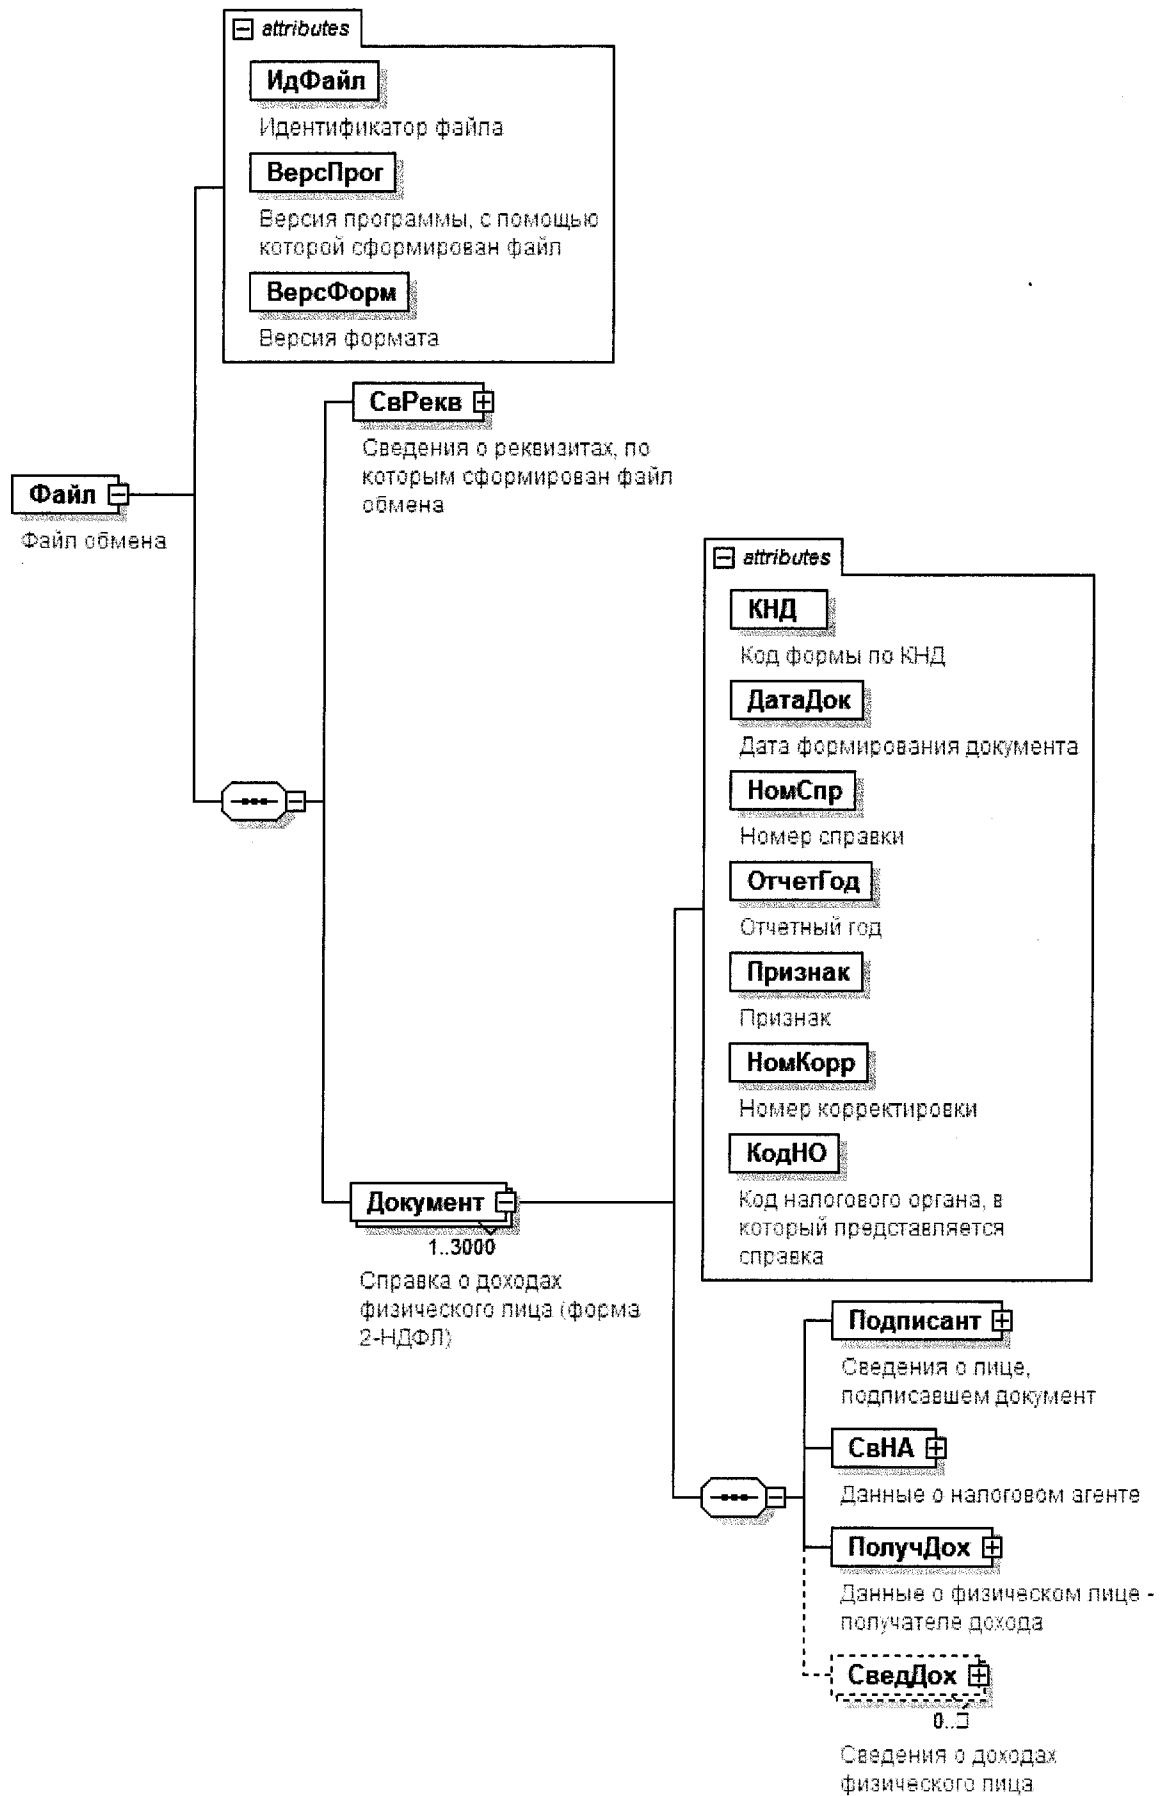 attributes
ИдФайл
Идентификатор файла
ВерсПрог
Версия программы, с помощью
которой сформирован файл
ВерсФорм
Версия формата
СвРекв
Сведения о реквизитах, по
которым сформирован файл
обмена
Файл
Файл обмена
attributes
КНД
Код формы по КНД
ДатаДок
Дата формирования документа
НомСпр
Номер справки
ОтчетГод
Отчетный год
Признак
Признак
НомКорр
Номер корректировки
КодНО
Код налогового органа, в
который представляется
справка
Документ
1..3000
Справка о доходах
физического лица (форма
2-НДФЛ)
Подписант
Сведения о лице,
подписавшем документ
СвНА
Данные о налоговом агенте
ПолучДох
Данные о физическом лице -
получателе дохода
СведДох
0..
Сведения о доходах
физического лица